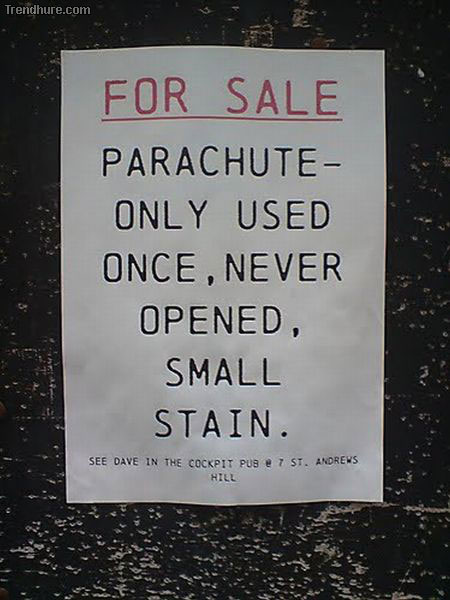 Trendhure.com
FOR SALE
PARACHUTE-
ONLY USED
ONCE,NEVER
OPENED,
SMALL
STAIN.
SEE DAVE IN THE COCKPIT PUB @ 7 ST. ANDREWS
HILL